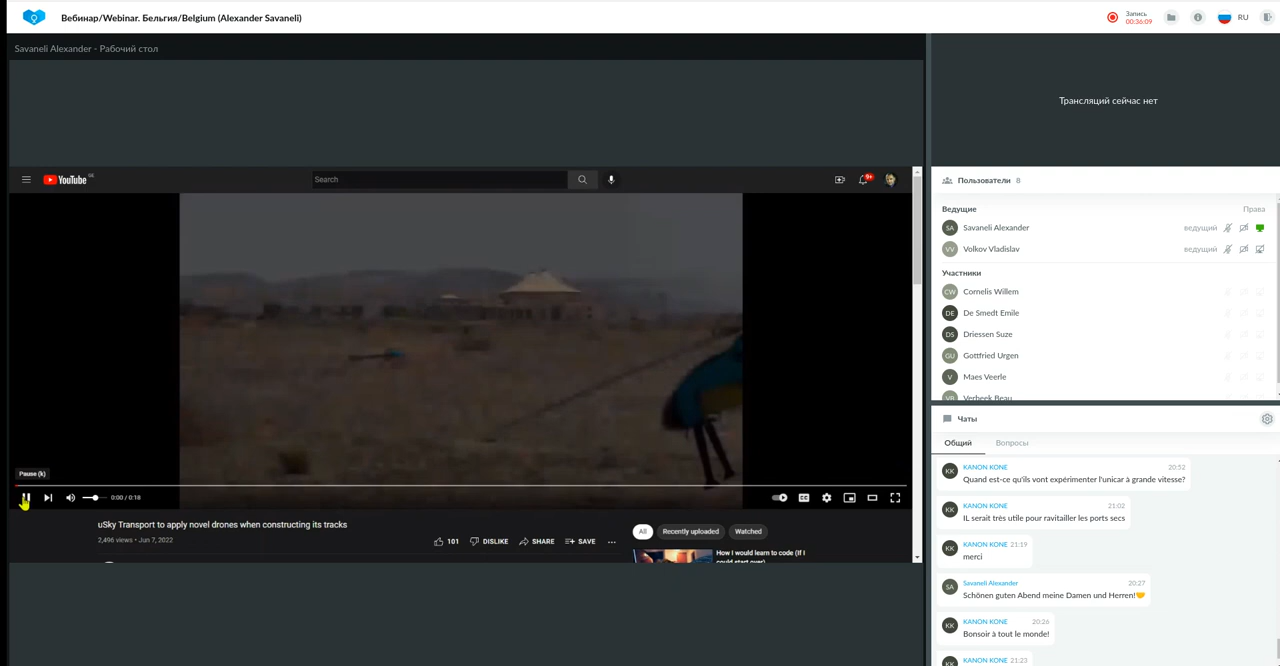 Вебинар/Webinar. Бельгия/Belgium (Alexander Savaneli)
Запись
00:36:09
RU
Savaneli Alexander - Рабочий стол
Трансляций сейчас нет
YouTube
Search
9+
Pause (k)
0:00 / 0:18
uSky Transport to apply novel drones when constructing its tracks
2,496 views • Jun 7, 2022
101
DISLIKE
SHARE
SAVE
All
Recently uploaded
Watched
How I would learn to code (If I
could start over)
Пользователи 8
Ведущие
Права
SA
Savaneli Alexander
ведущий
VV
Volkov Vladislav
ведущий
Участники
CW
Cornelis Willem
DE
De Smedt Emile
DS
Driessen Suze
GU
Gottfried Urgen
V
Maes Veerle
Verbeek Beau
Чаты
Общий
Вопросы
KK
KANON KONE
20:52
Quand est-ce qu'ils vont expérimenter l'unicar à grande vitesse?
KK
KANON KONE
21:02
IL serait très utile pour ravitailler les ports secs
KK
KANON KONE
21:19
merci
SA
Savaneli Alexander
20:27
Schönen guten Abend meine Damen und Herren!🤝
KK
KANON KONE
20:26
Bonsoir à tout le monde!
KK
KANON KONE
21:23